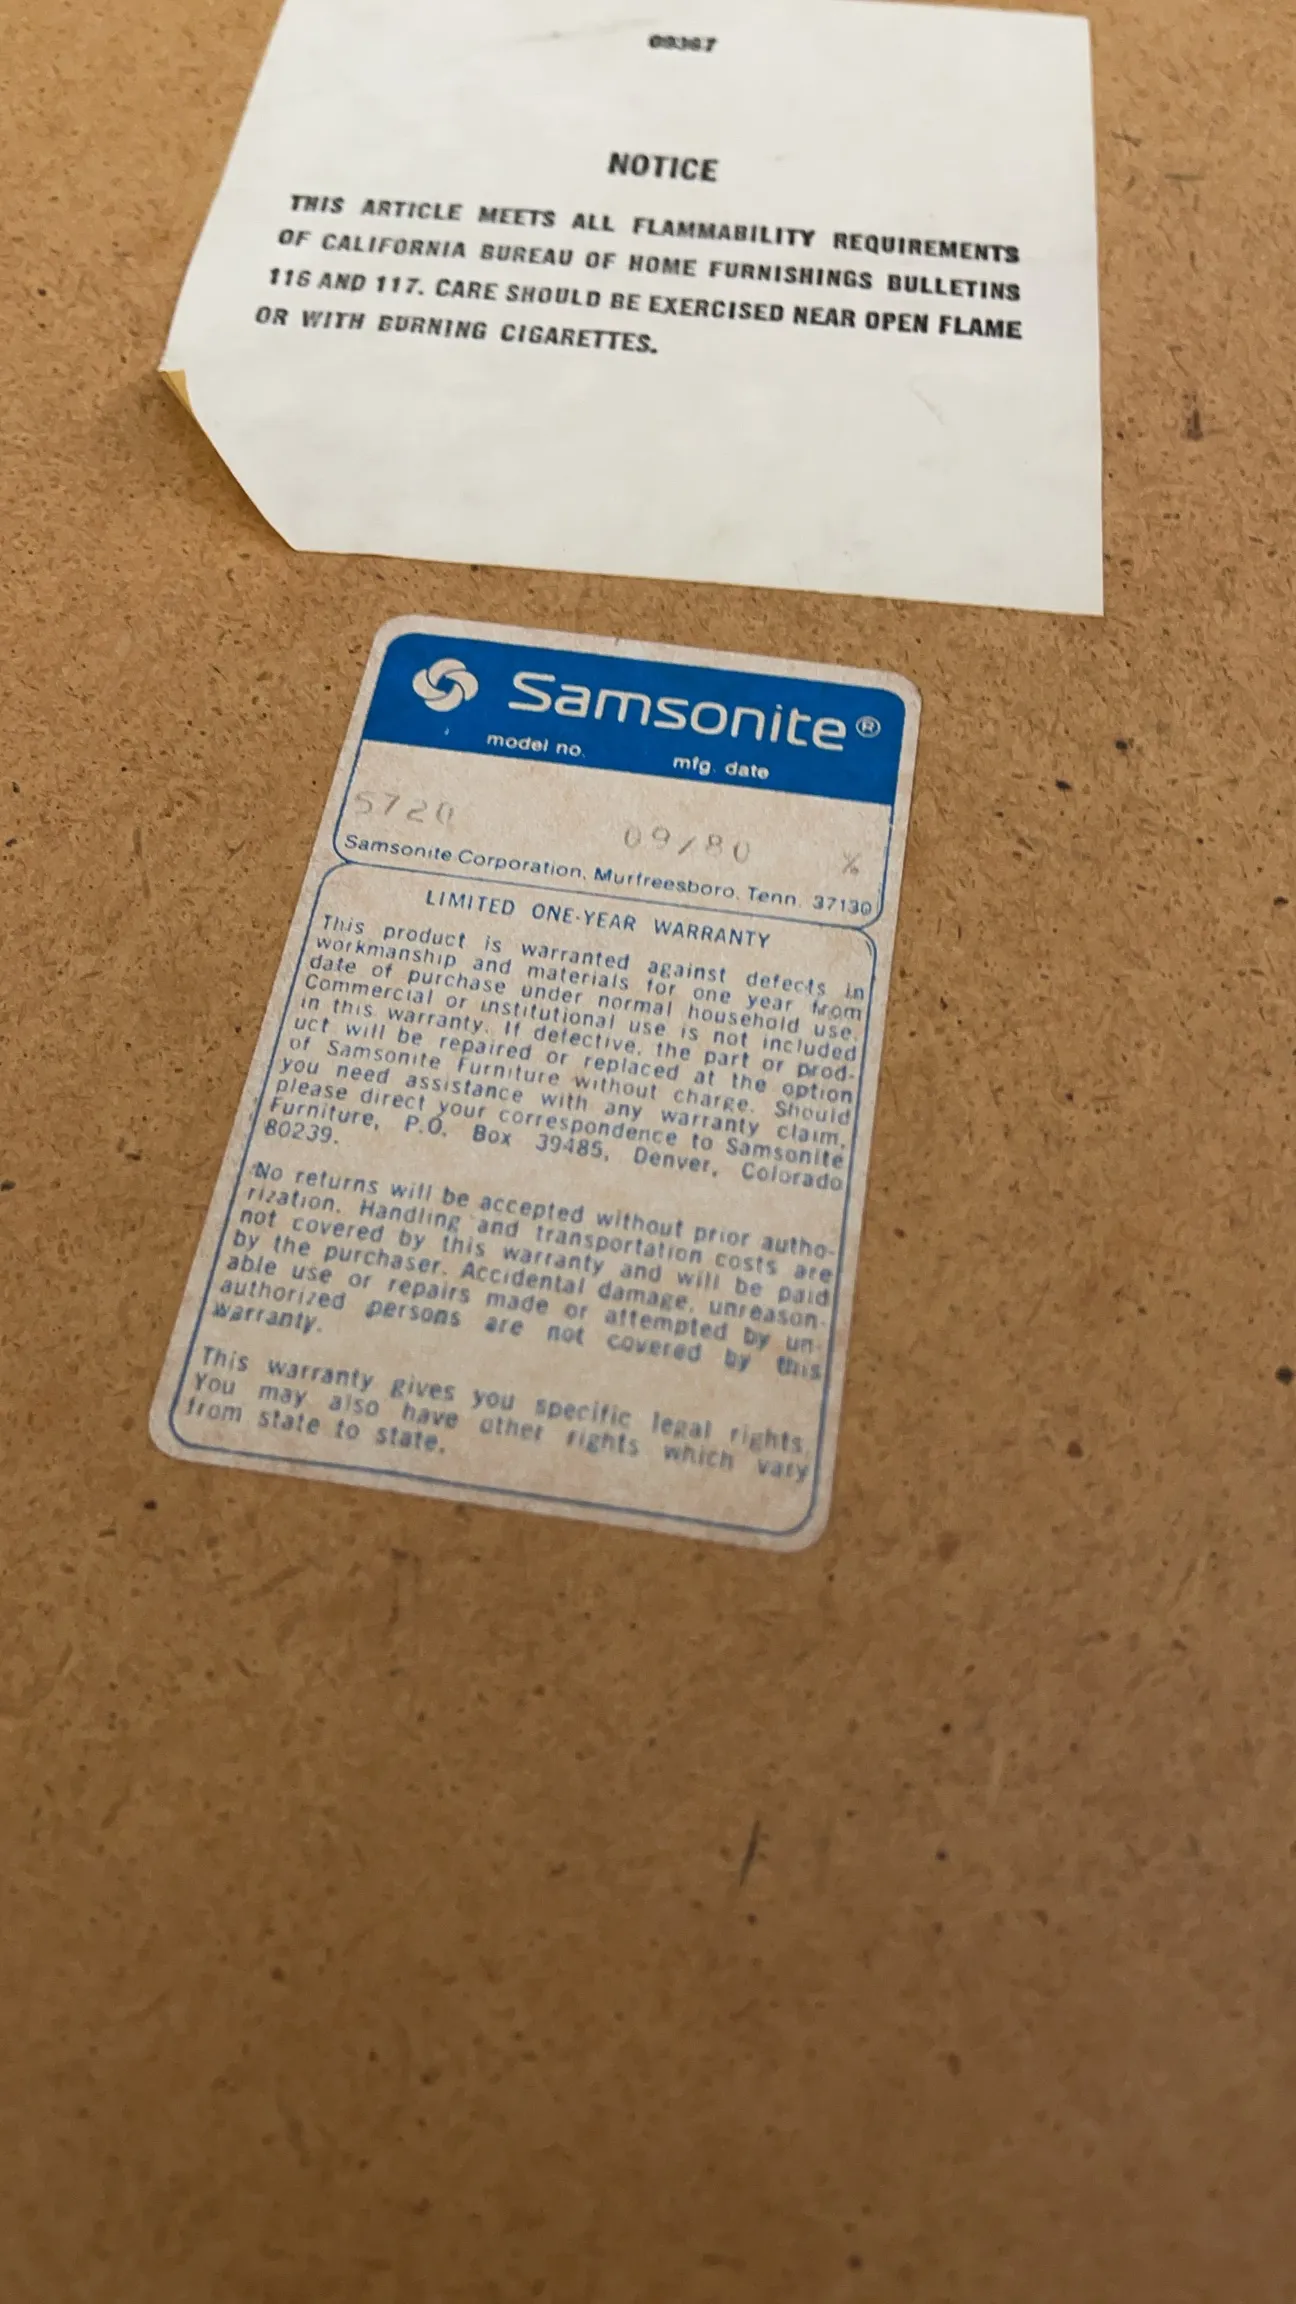 09367
NOTICE
THIS ARTICLE MEETS ALL FLAMMABILITY REQUIREMENTS
OF CALIFORNIA BUREAU OF HOME FURNISHINGS BULLETINS
116 AND 117. CARE SHOULD BE EXERCISED NEAR OPEN FLAME
OR WITH BURNING CIGARETTES.
Samsonite®
model no. mfg. date
5720 09/80 %
Samsonite Corporation, Murfreesboro, Tenn. 37130
LIMITED ONE-YEAR WARRANTY
This product is warranted against defects in
workmanship and materials for one year from
date of purchase under normal household use.
Commercial or institutional use is not included
in this warranty. If defective, the part or prod-
uct will be repaired or replaced at the option
of Samsonite Furniture without charge. Should
you need assistance with any warranty claim,
please direct your correspondence to Samsonite
Furniture, P.O. Box 39485, Denver, Colorado
80239.
No returns will be accepted without prior autho-
rization. Handling and transportation costs are
not covered by this warranty and will be paid
by the purchaser. Accidental damage, unreason-
able use or repairs made or attempted by un-
authorized persons are not covered by this
warranty.
This warranty gives you specific legal rights.
You may also have other rights which vary
from state to state.